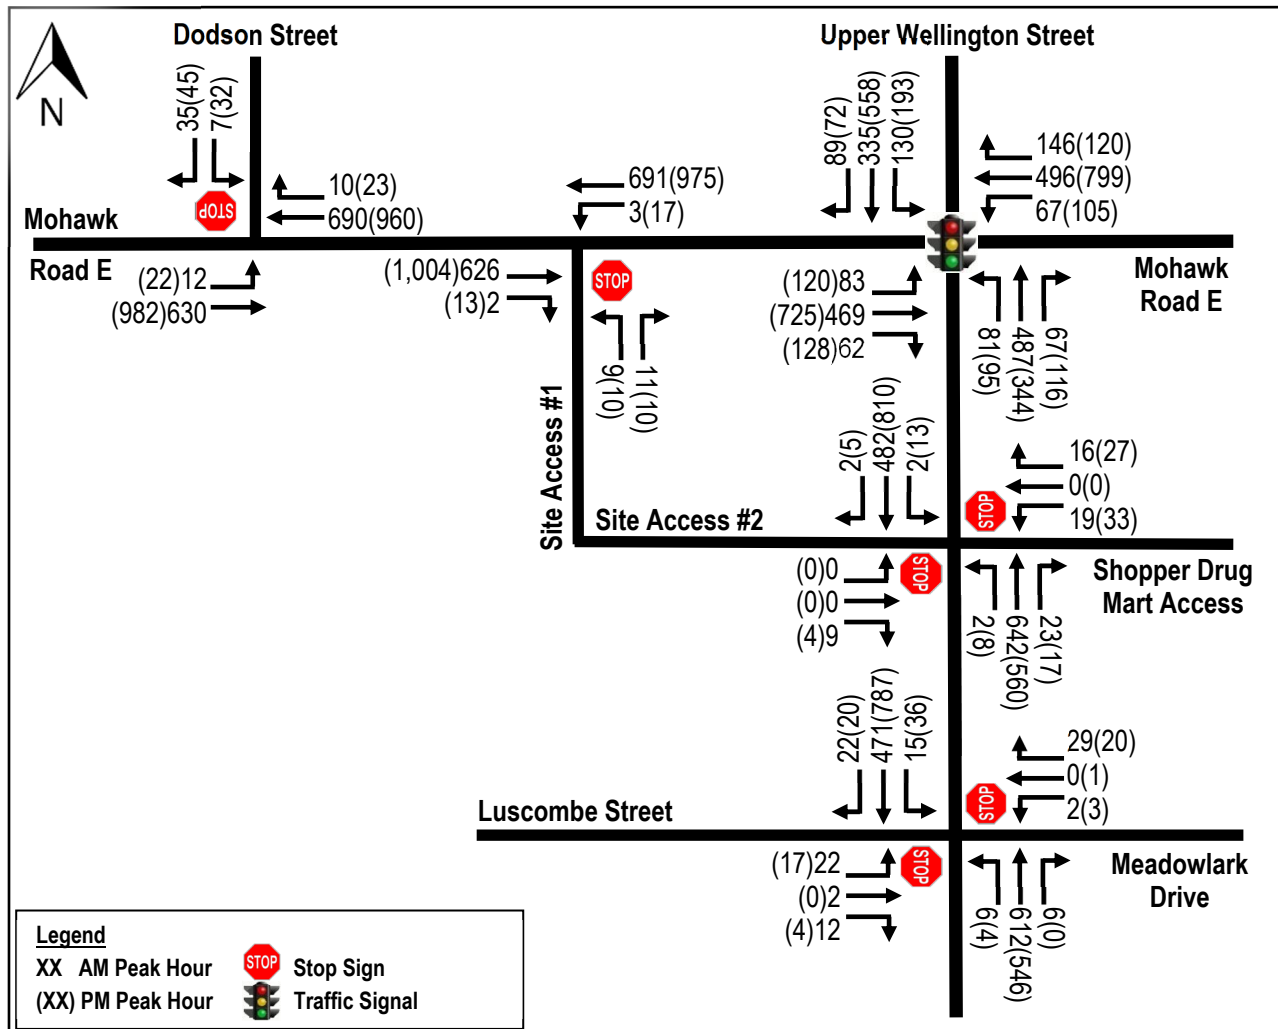 Dodson Street
Upper Wellington Street
N
35(45)
7(32)
STOP
10(23)
690(960)
Mohawk
Road E
(22)12
(982)630
691(975)
3(17)
(1,004)626
(13)2
STOP
9(10)
11(10)
Site Access #1
89(72)
335(558)
130(193)
146(120)
496(799)
67(105)
Mohawk
Road E
(120)83
(725)469
(128)62
81(95)
487(344)
67(116)
2(5)
482(810)
2(13)
16(27)
0(0)
19(33)
STOP
Site Access #2
STOP
(0)0
(0)0
(4)9
Shopper Drug
Mart Access
2(8)
642(560)
23(17)
22(20)
471(787)
15(36)
29(20)
0(1)
2(3)
STOP
Luscombe Street
STOP
(17)22
(0)2
(4)12
Meadowlark
Drive
6(4)
612(546)
6(0)
Legend
XX AM Peak Hour
STOP Stop Sign
(XX) PM Peak Hour
Traffic Signal